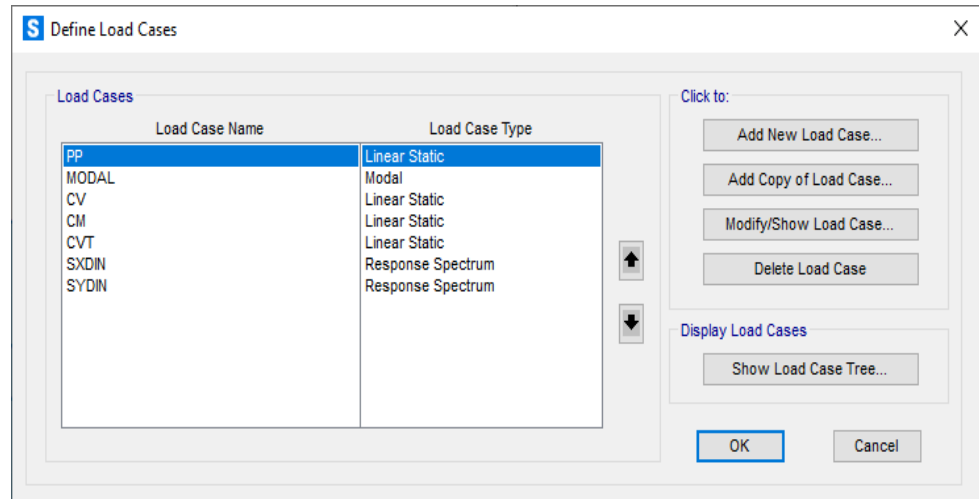 S Define Load Cases
Load Cases
Load Case Name Load Case Type
PP Linear Static
MODAL Modal
CV Linear Static
CM Linear Static
CVT Linear Static
SXDIN Response Spectrum
SYDIN Response Spectrum
Click to:
Add New Load Case...
Add Copy of Load Case...
Modify/Show Load Case...
Delete Load Case
Display Load Cases
Show Load Case Tree...
OK Cancel